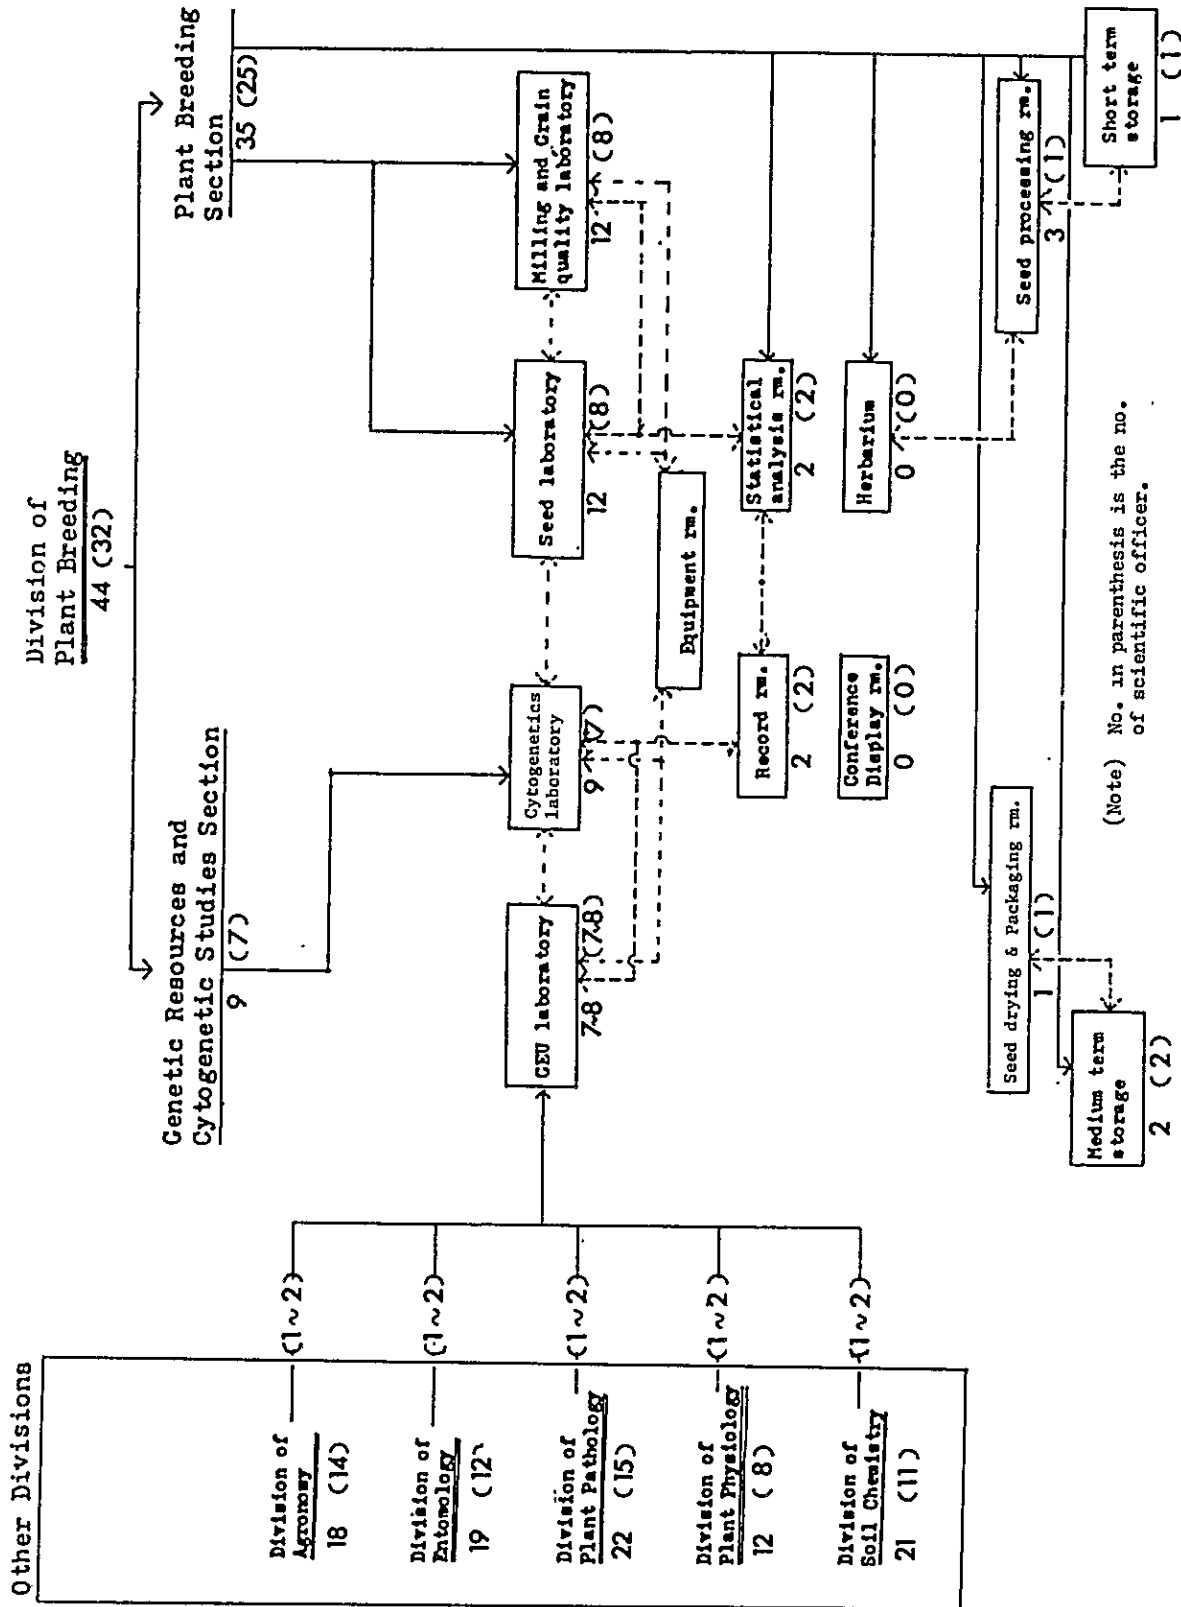 Other Divisions
Division of
Agronomy
18 (14)
(1~2)
Division of
Entomology
19 (12)
(1~2)
Division of
Plant Pathology
22 (15)
(1~2)
Division of
Plant Physiology
12 (8)
(1~2)
Division of
Soil Chemistry
21 (11)
(1~2)
Division of
Plant Breeding
44 (32)
Genetic Resources and
Cytogenetic Studies Section
9 (7)
Plant Breeding
Section
35 (25)
GEU laboratory
7~8 (7~8)
Cytogenetics
laboratory
9 (7)
Seed laboratory
12 (8)
Milling and Grain
quality laboratory
12 (8)
Equipment rm.
Record rm.
2 (2)
Statistical
analysis rm.
2 (2)
Conference
Display rm.
0 (0)
Herbarium
0 (0)
Seed drying & Packaging rm.
1 (1)
Seed processing rm.
3 (1)
Medium term
storage
2 (2)
Short term
storage
1 (1)
(Note) No. in parenthesis is the no.
of scientific officer.